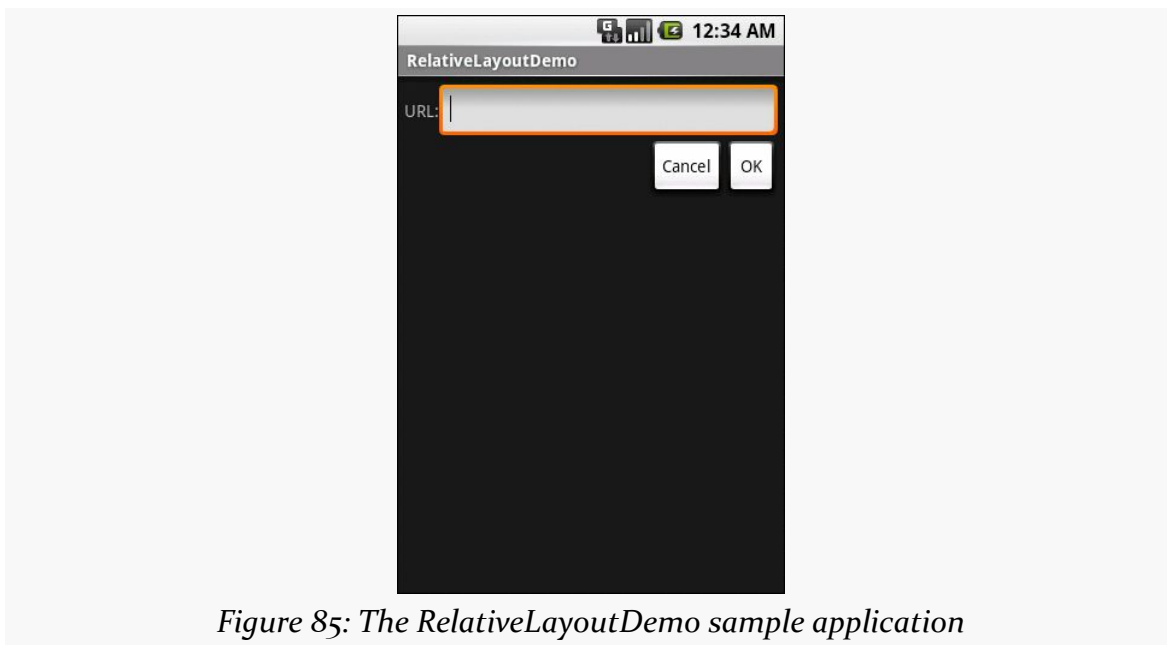 G
12:34 AM
RelativeLayoutDemo
URL:
Cancel OK
Figure 85: The RelativeLayoutDemo sample application